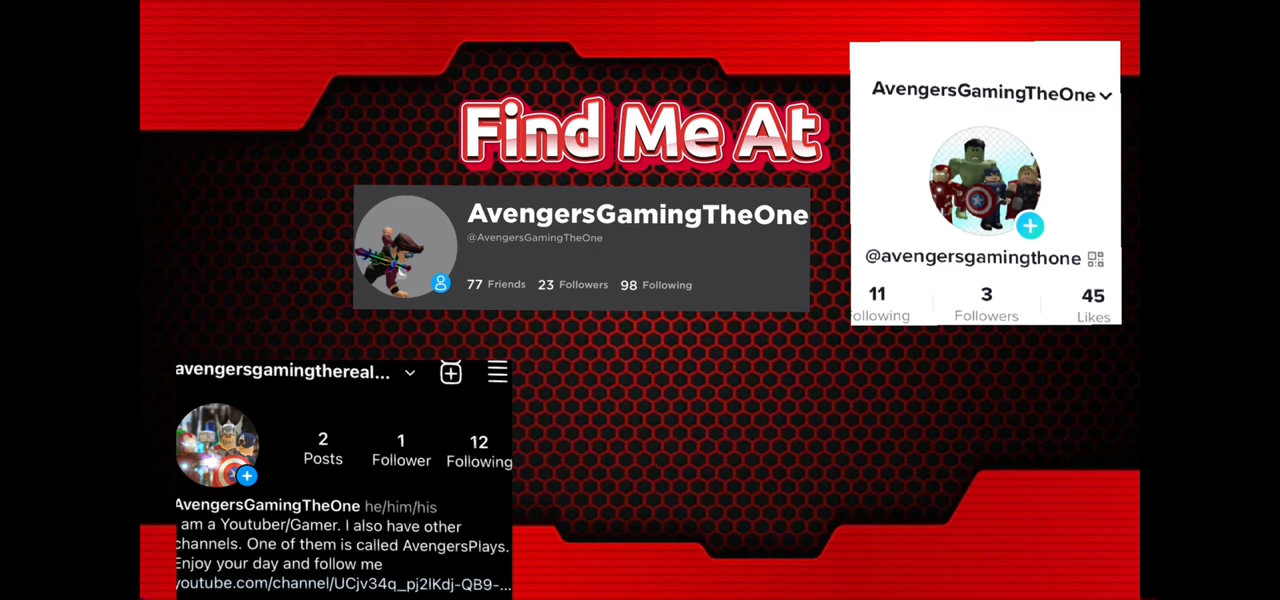 Find Me At
AvengersGamingTheOne
@AvengersGamingTheOne
77 Friends 23 Followers 98 Following
AvengersGamingTheOne
@avengersgamingthone
11 3 45
ollowing Followers Likes
avengersgamingthereal...
2 1 12
Posts Follower Following
AvengersGamingTheOne he/him/his
am a Youtuber/Gamer. I also have other
channels. One of them is called AvengersPlays.
Enjoy your day and follow me
youtube.com/channel/UCjv34q_pj2lKdj-QB9-...